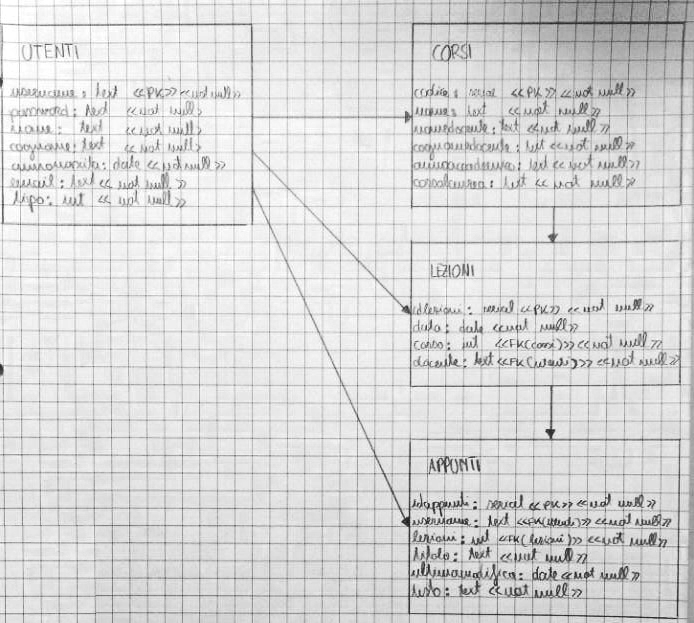 UTENTI
username: text <<PK>> <<not null>>
password: text <<not null>>
nome: text <<not null>>
cognome: text <<not null>>
annonascita: date <<not null>>
email: text <<not null>>
tipo: int <<not null>>
CORSI
codice: serial <<PK>> <<not null>>
nome: text <<not null>>
nomedocente: text <<not null>>
cognomedocente: text <<not null>>
annoaccademico: text <<not null>>
corsolaurea: text <<not null>>
LEZIONI
idlezioni: serial <<PK>> <<not null>>
data: date <<not null>>
corso: int <<FK(corsi)>> <<not null>>
docente: text <<FK(utenti)>> <<not null>>
APPUNTI
idappunti: serial <<PK>> <<not null>>
username: text <<FK(utenti)>> <<not null>>
lezioni: int <<FK(lezioni)>> <<not null>>
titolo: text <<not null>>
ultimamodifica: date <<not null>>
testo: text <<not null>>